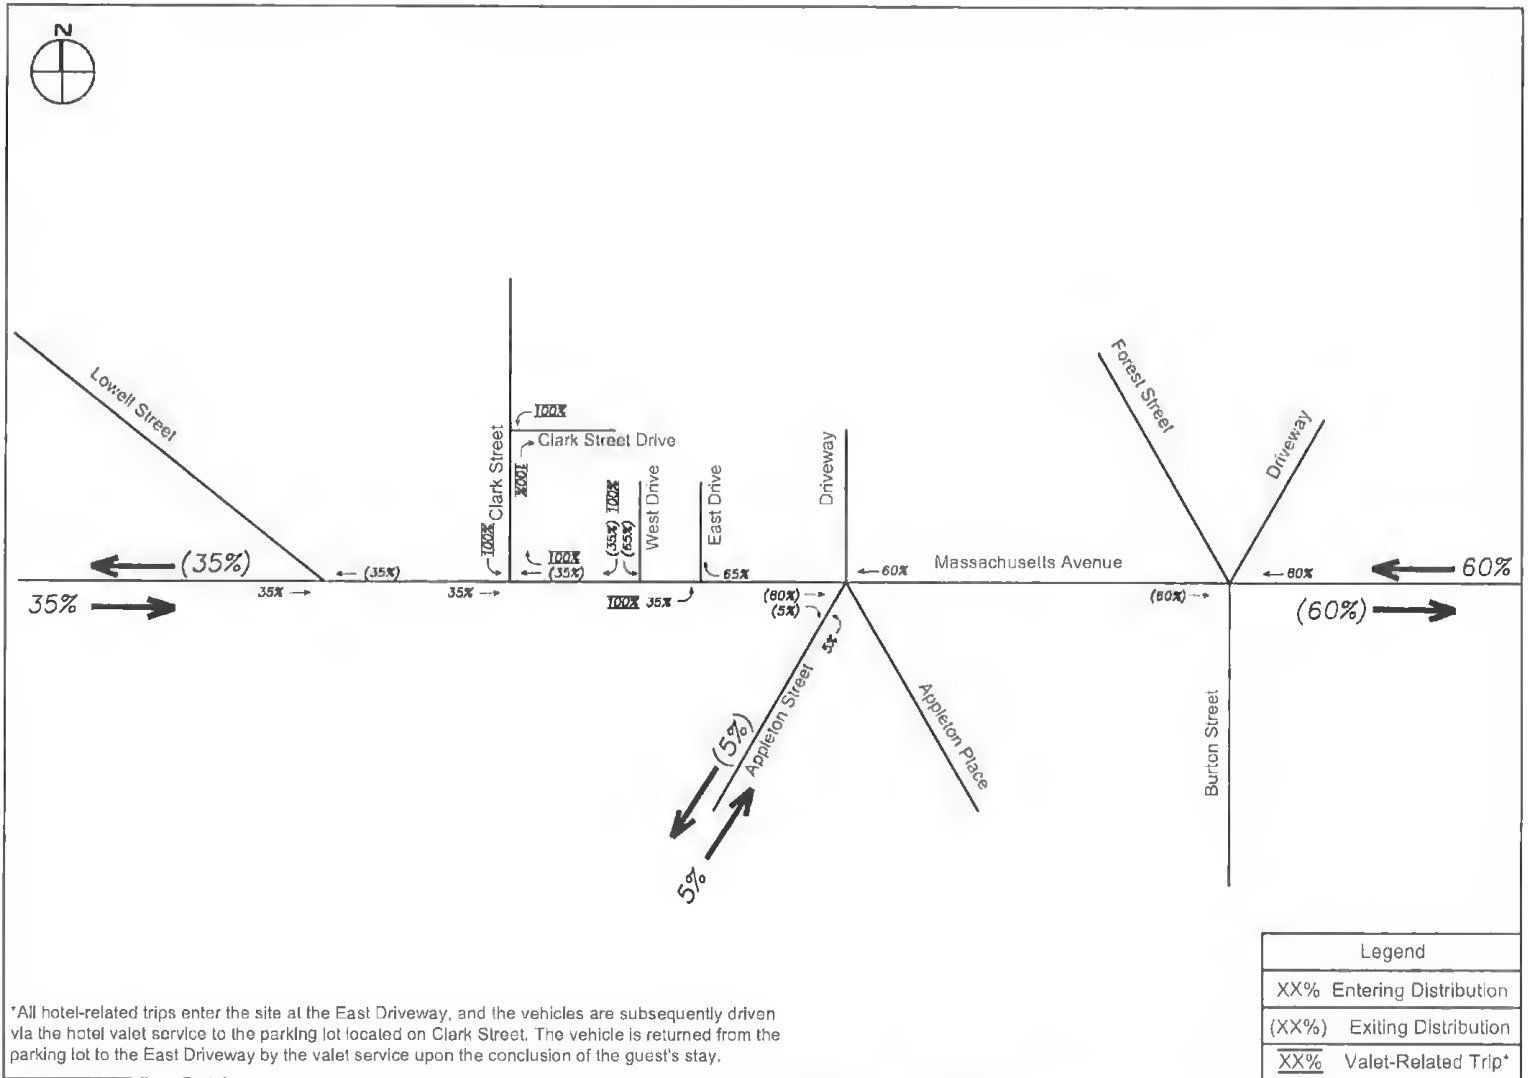 N
Lowell Street
Clark Street
100%
Clark Street Drive
100%
100%
100%
(35%)
(35%) 100%
(65%)
West Drive
East Drive
65%
100% 35%
Driveway
60%
Massachusetts Avenue
Forest Street
Driveway
60%
60%
(60%)
(35%)
35%
(35%)
35%
35%
(60%)
(5%)
5%
(60%)
Appleton Street
(5%)
5%
Appleton Place
Burton Street
Legend
XX% Entering Distribution
(XX%) Exiting Distribution
XX% Valet-Related Trip*
*All hotel-related trips enter the site at the East Driveway, and the vehicles are subsequently driven
via the hotel valet service to the parking lot located on Clark Street. The vehicle is returned from the
parking lot to the East Driveway by the valet service upon the conclusion of the guest's stay.